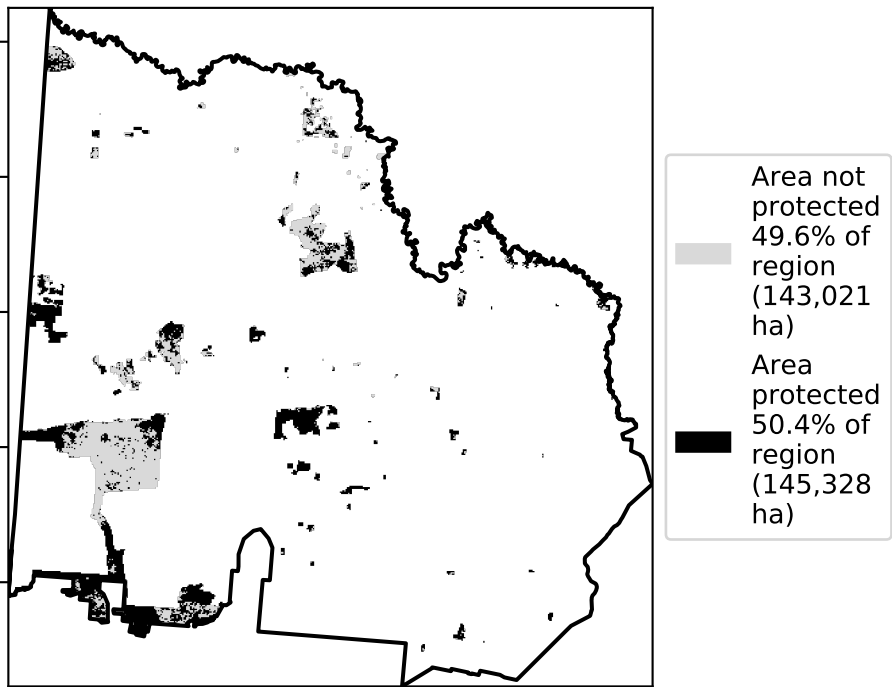 Area not
protected
49.6% of
region
(143,021
ha)
Area
protected
50.4% of
region
(145,328
ha)